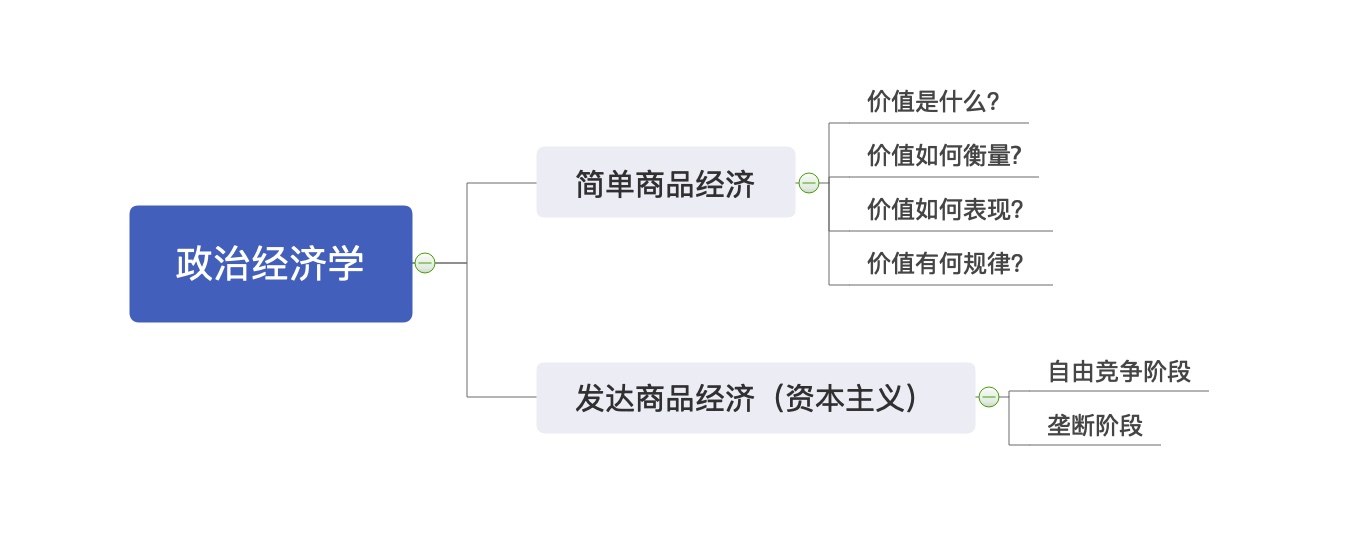 政治经济学
简单商品经济
价值是什么?
价值如何衡量?
价值如何表现?
价值有何规律?
发达商品经济（资本主义）
自由竞争阶段
垄断阶段